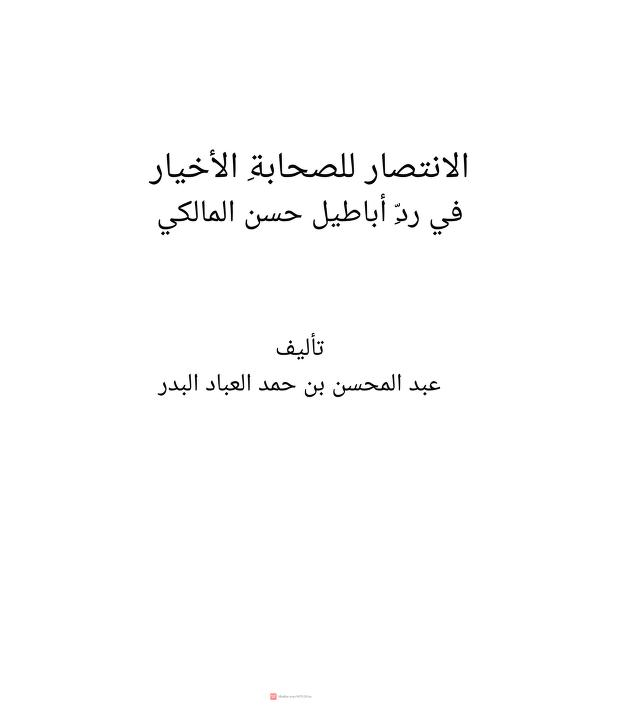 الانتصار للصحابةِ الأخيار
في ردِّ أباطيل حسن المالكي
تأليف
عبد المحسن بن حمد العباد البدر